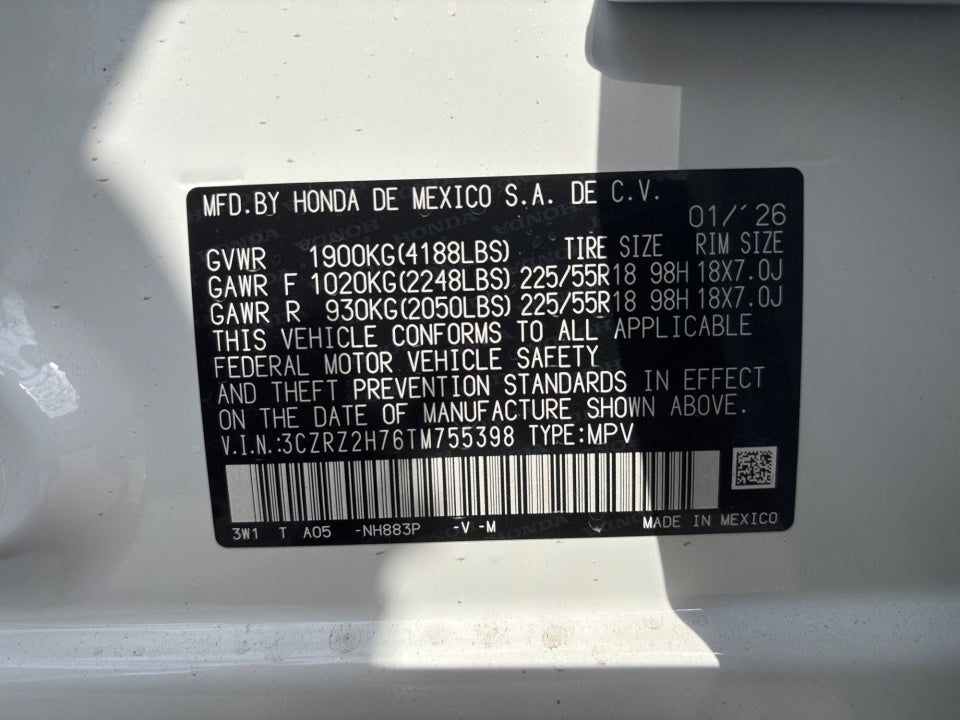 MFD.BY HONDA DE MEXICO S.A. DE C.V.
01/'26
GVWR 1900KG(4188LBS) TIRE SIZE RIM SIZE
GAWR F 1020KG(2248LBS) 225/55R18 98H 18X7.0J
GAWR R 930KG(2050LBS) 225/55R18 98H 18X7.0J
THIS VEHICLE CONFORMS TO ALL APPLICABLE
FEDERAL MOTOR VEHICLE SAFETY
AND THEFT PREVENTION STANDARDS IN EFFECT
ON THE DATE OF MANUFACTURE SHOWN ABOVE.
V.I.N.:3CZRZ2H76TM755398 TYPE:MPV
3W1 T A05 -NH883P -V -M MADE IN MEXICO